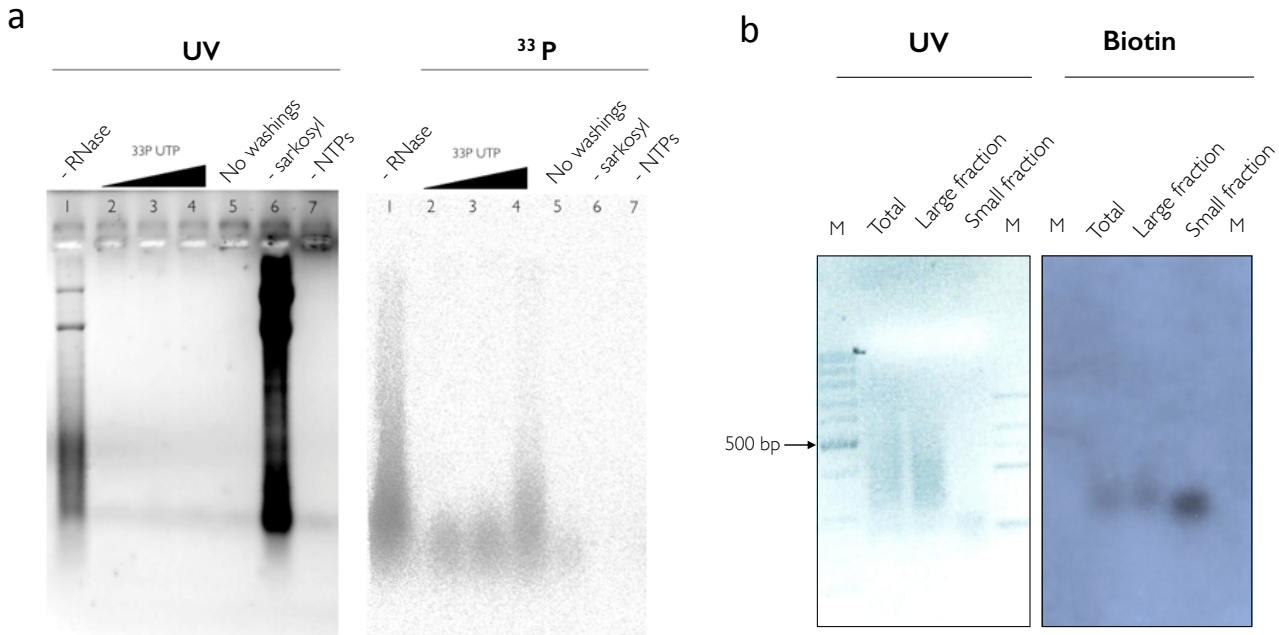 a
UV
- RNase
33P UTP
No washings
- sarkosyl
- NTPs
1 2 3 4 5 6 7
33 P
- RNase
33P UTP
No washings
- sarkosyl
- NTPs
1 2 3 4 5 6 7
b
UV
M Total Large fraction Small fraction M
500 bp
Biotin
M Total Large fraction Small fraction M